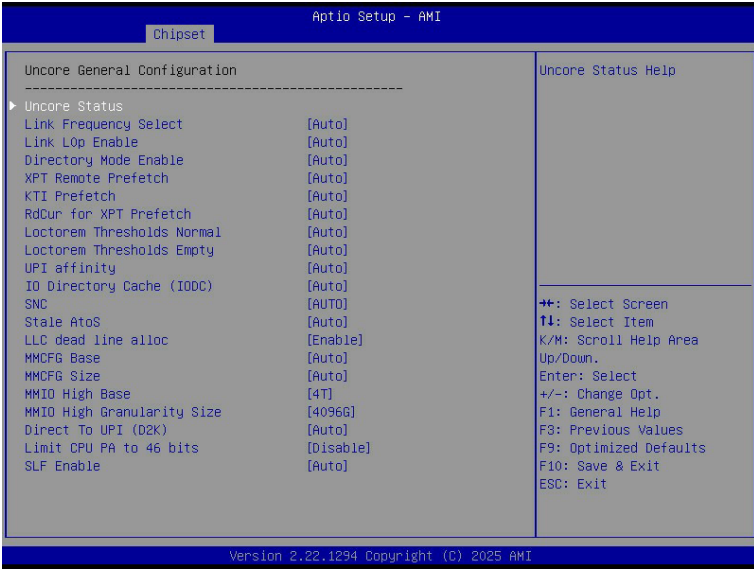 Aptio Setup – AMI
Chipset
Uncore General Configuration
--------------------------------------------------
Uncore Status
Link Frequency Select [Auto]
Link L0p Enable [Auto]
Directory Mode Enable [Auto]
XPT Remote Prefetch [Auto]
KTI Prefetch [Auto]
RdCur for XPT Prefetch [Auto]
Loctorem Thresholds Normal [Auto]
Loctorem Thresholds Empty [Auto]
UPI affinity [Auto]
IO Directory Cache (IODC) [Auto]
SNC [AUTO]
Stale AtoS [Auto]
LLC dead line alloc [Enable]
MMCFG Base [Auto]
MMCFG Size [Auto]
MMIO High Base [4T]
MMIO High Granularity Size [4096G]
Direct To UPI (D2K) [Auto]
Limit CPU PA to 46 bits [Disable]
SLF Enable [Auto]
Uncore Status Help
→←: Select Screen
↑↓: Select Item
K/M: Scroll Help Area
Up/Down.
Enter: Select
+/-: Change Opt.
F1: General Help
F3: Previous Values
F9: Optimized Defaults
F10: Save & Exit
ESC: Exit
Version 2.22.1294 Copyright (C) 2025 AMI